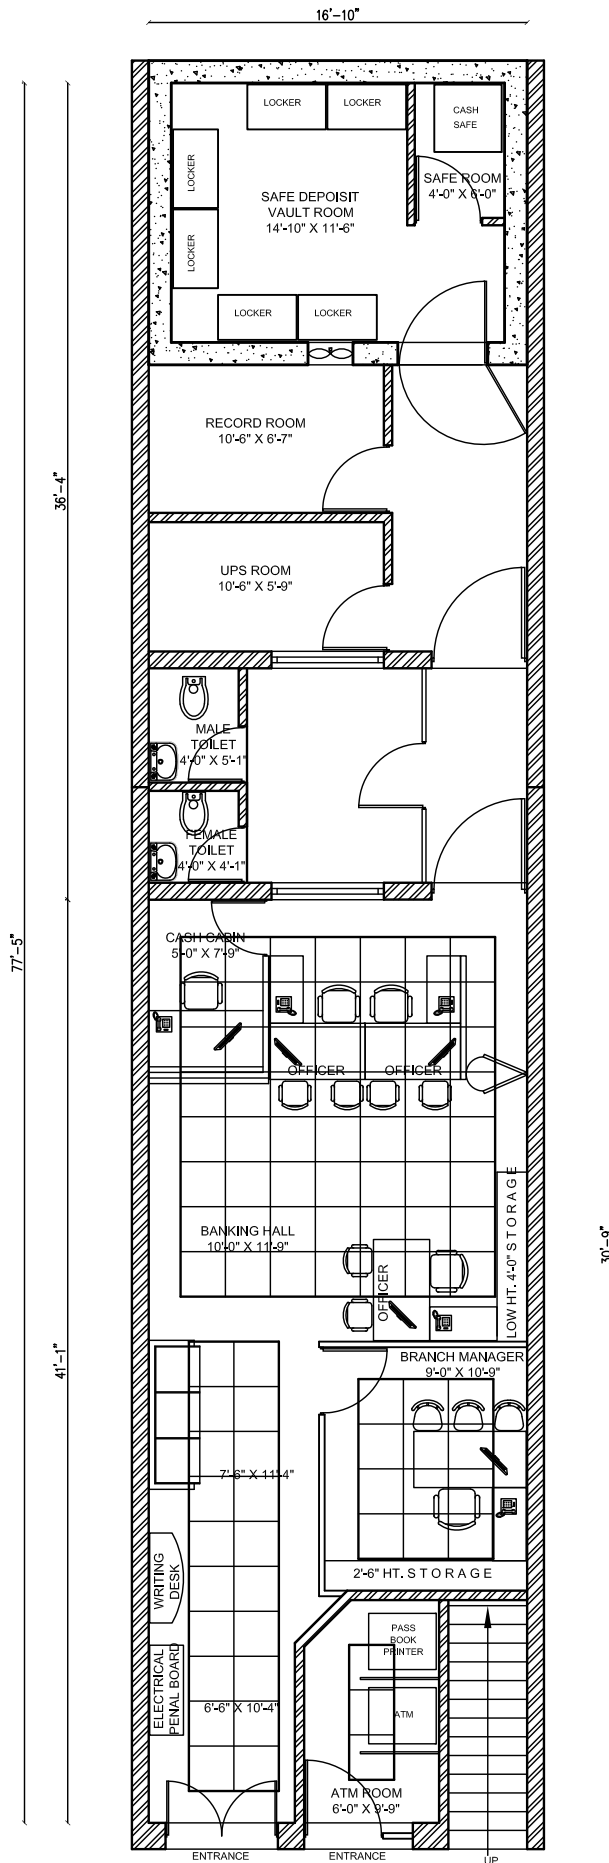 16'-10"
LOCKER
LOCKER
CASH
SAFE
LOCKER
SAFE ROOM
4'-0" X 6'-0"
SAFE DEPOISIT
VAULT ROOM
14'-10" X 11'-6"
LOCKER
LOCKER
LOCKER
RECORD ROOM
10'-6" X 6'-7"
36'-4"
UPS ROOM
10'-6" X 5'-9"
MALE
TOILET
4'-0" X 5'-1"
FEMALE
TOILET
4'-0" X 4'-1"
77'-5"
CASH CABIN
5'-0" X 7'-9"
OFFICER
OFFICER
LOW HT. 4'-0" STORAGE
BANKING HALL
10'-0" X 11'-9"
30'-9"
OFFICER
BRANCH MANAGER
9'-0" X 10'-9"
41'-1"
7'-6" X 11'-4"
WRITING
DESK
2'-6" HT. STORAGE
PASS
BOOK
PRINTER
ELECTRICAL
PENAL BOARD
6'-6" X 10'-4"
ATM
ATM ROOM
6'-0" X 9'-9"
ENTRANCE
ENTRANCE
UP